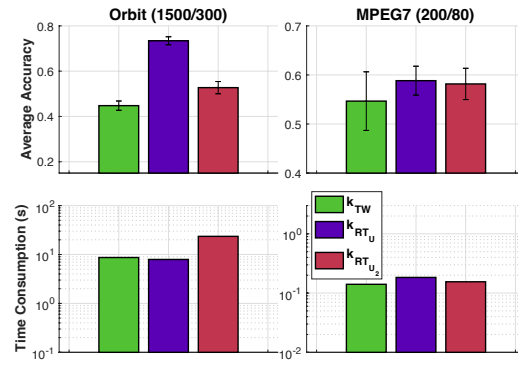 Orbit (1500/300)
MPEG7 (200/80)
Average Accuracy
0.8
0.6
0.4
0.2
0.7
0.6
0.5
0.4
Time Consumption (s)
10^2
10^1
10^0
10^-1
k_TW
k_RT_U
k_RT_U_2
10^0
10^-1
10^-2